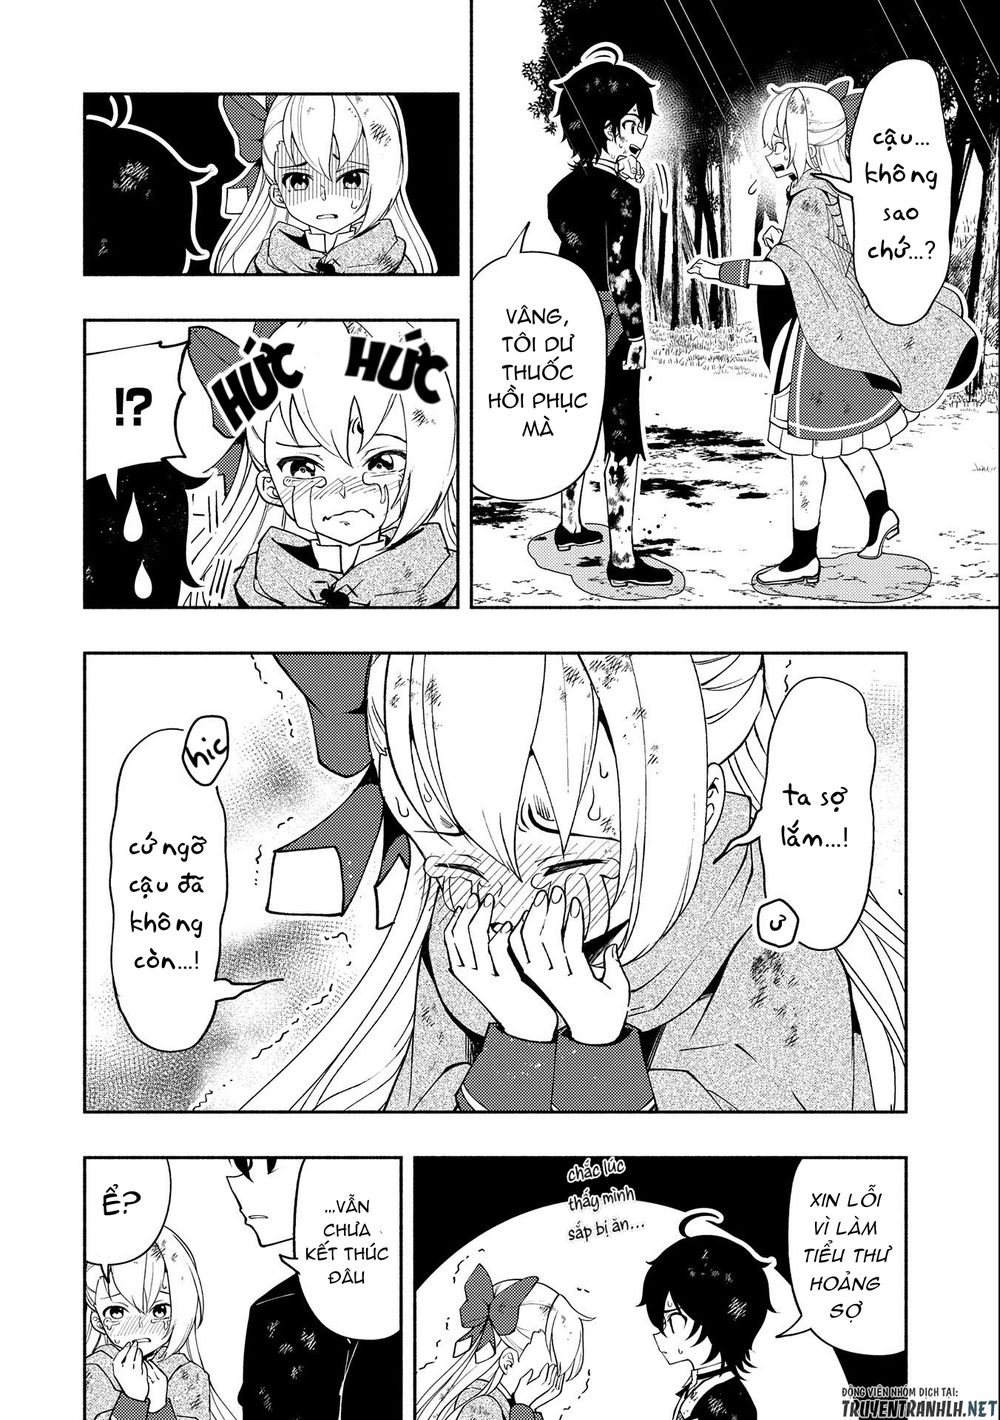 cậu...
không
sao
chứ...?
VÂNG,
TÔI DƯ
THUỐC
HỒI PHỤC
MÀ
HỨC
HỨC
!?
ta sợ
lắm...!
ư
hic
cứ ngỡ
cậu đã
không
còn...!
XIN LỖI
VÌ LÀM
TIỂU THƯ
HOẢNG
SỢ
chắc lúc
thấy mình
sắp bị ăn...
...VẪN
CHƯA
KẾT THÚC
ĐÂU
Ể?
ĐỘNG VIÊN NHÓM DỊCH TẠI:
TRUYENTRANHLH.NET